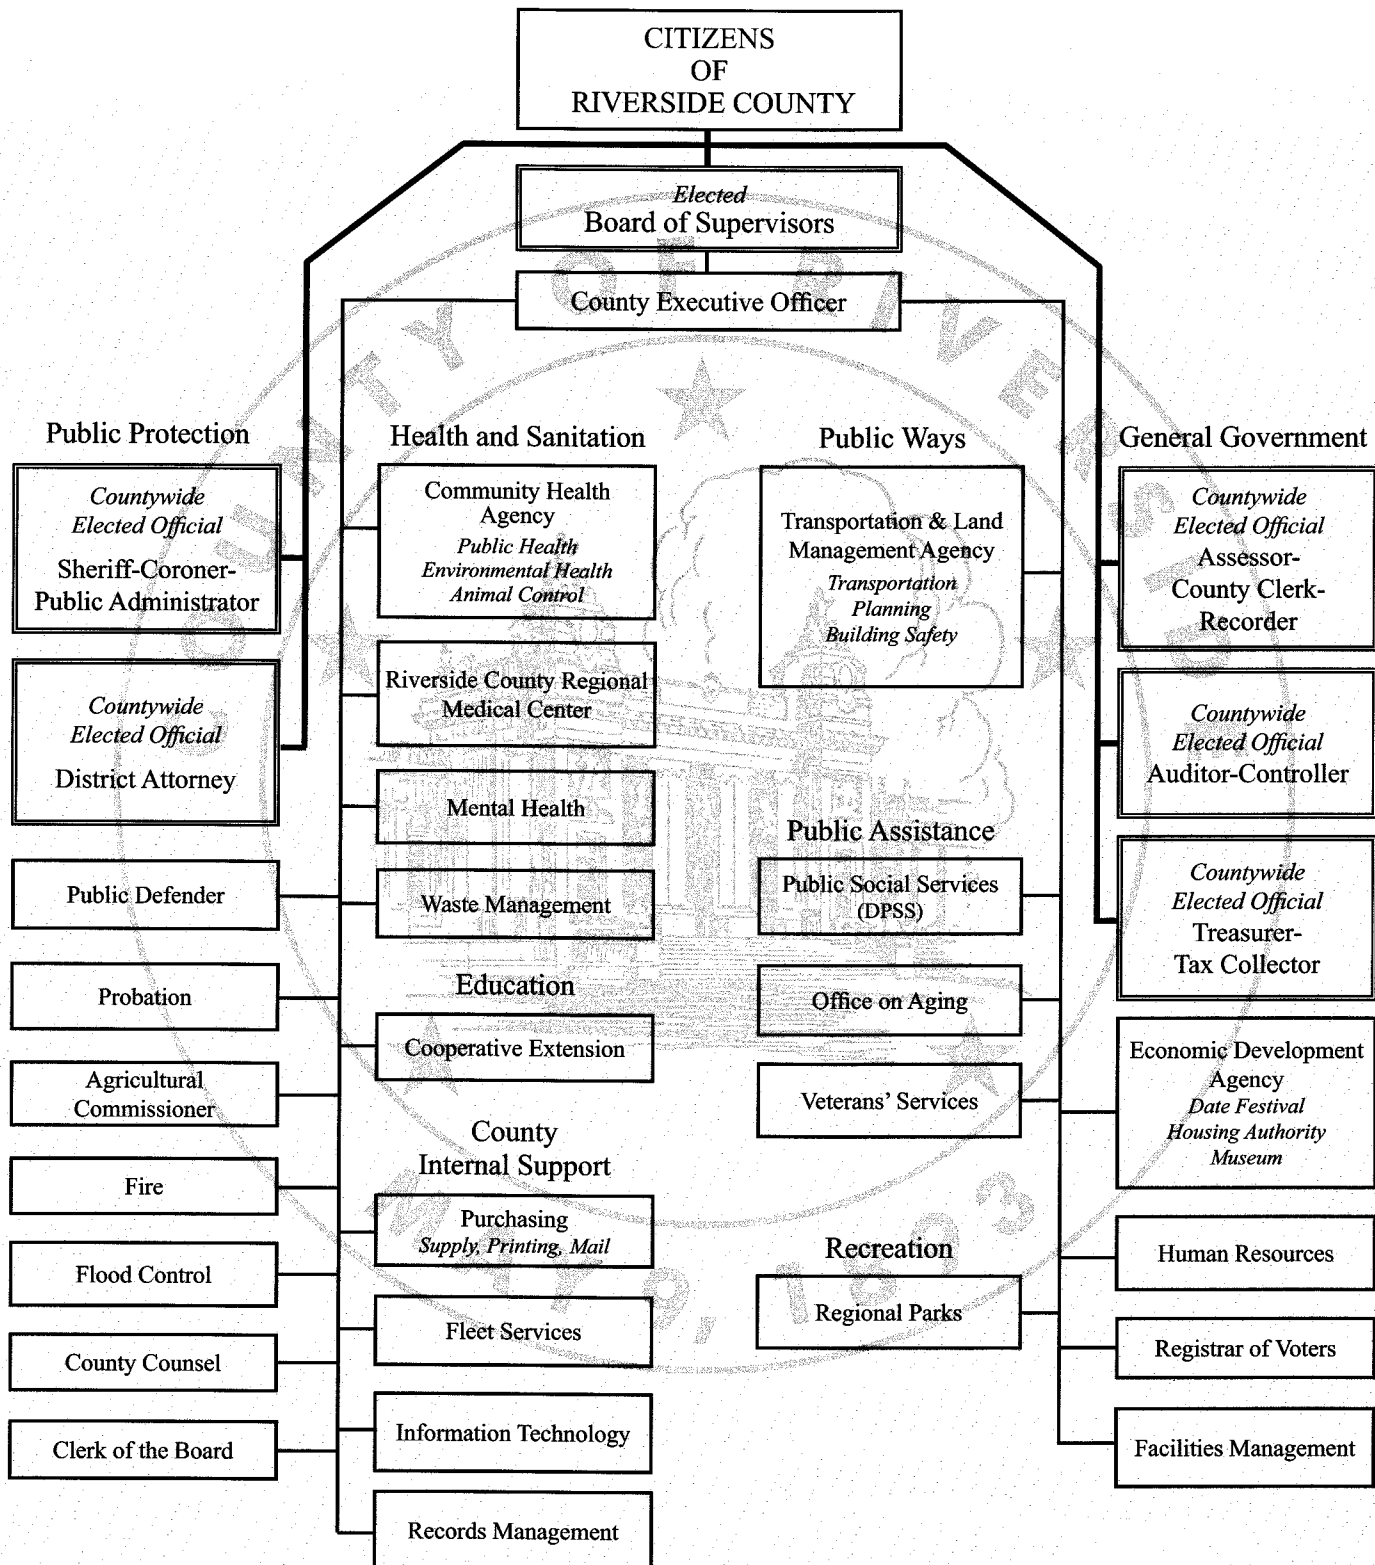 CITIZENS
OF
RIVERSIDE COUNTY
Elected
Board of Supervisors
County Executive Officer
Public Protection
Countywide
Elected Official
Sheriff-Coroner-
Public Administrator
Countywide
Elected Official
District Attorney
Public Defender
Probation
Agricultural
Commissioner
Fire
Flood Control
County Counsel
Clerk of the Board
Health and Sanitation
Community Health
Agency
Public Health
Environmental Health
Animal Control
Riverside County Regional
Medical Center
Mental Health
Waste Management
Education
Cooperative Extension
County
Internal Support
Purchasing
Supply, Printing, Mail
Fleet Services
Information Technology
Records Management
Public Ways
Transportation & Land
Management Agency
Transportation
Planning
Building Safety
Public Assistance
Public Social Services
(DPSS)
Office on Aging
Veterans' Services
Recreation
Regional Parks
General Government
Countywide
Elected Official
Assessor-
County Clerk-
Recorder
Countywide
Elected Official
Auditor-Controller
Countywide
Elected Official
Treasurer-
Tax Collector
Economic Development
Agency
Date Festival
Housing Authority
Museum
Human Resources
Registrar of Voters
Facilities Management
COUNTY OF RIVERSIDE
MAY 9, 1893